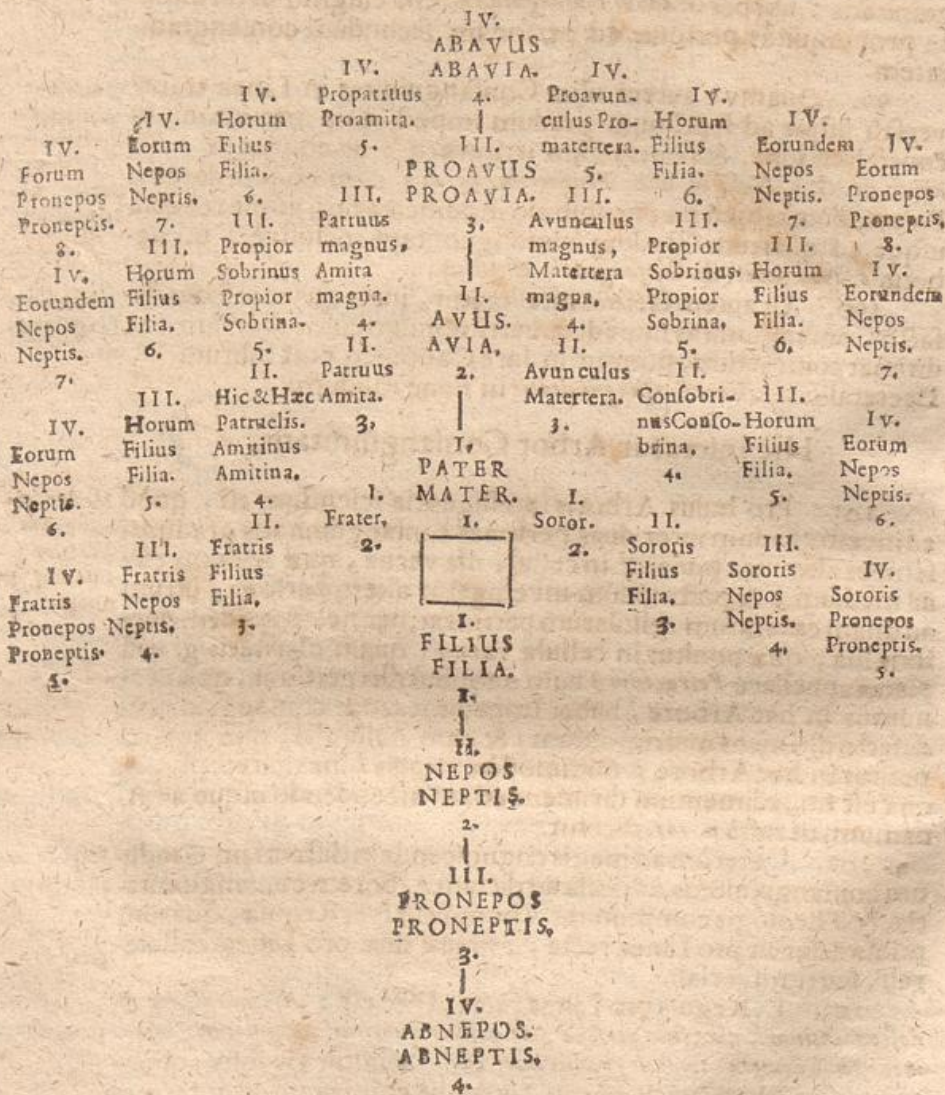 IV.
ABAVUS
IV. ABAVIA. IV.
IV. Propatruus 4. Proavun- IV.
IV. Horum Proamita. culus Pro- Horum IV.
IV. Eorum Filius 5. III. matertera. Filius Eorundem IV.
Forum Nepos Filia. PROAVUS 5. Filia. Nepos Eorum
Pronepos Neptis. 6. III. PROAVIA. III. 6. Neptis. Pronepos
Proneptis. 7. III. Patruus 3. Avunculus III. 7. Proneptis,
8. III. Propior magnus, magnus, Propior III. 8.
IV. Horum Sobrinus Amita Matertera Sobrinus, Horum IV.
Eorundem Filius Propior magna. II. magna, Propior Filius Eorundem
Nepos Filia, Sobrina. 4. AVUS. 4. Sobrina, Filia. Nepos
Neptis. 6. 5. II. AVIA, II. 5. 6, Neptis.
7. II. Patruus 2. Avunculus II. 7.
III. Hic & Hæc Amita. Matertera. Consobri- III.
IV. Horum Patruelis. 3, 3. nus Conso- Horum IV.
Eorum Filius Amitinus I. brina, Filius Eorum
Nepos Filia. Amitina, PATER 4. Filia. Nepos
Neptis. 5. 4. I. MATER. I. 5. Neptis.
6. II. Frater, 1. Soror. II. 6.
III. Fratris 2. 2. Sororis III.
IV. Fratris Filius Filius Sororis IV.
Fratris Nepos Filia, Filia, Nepos Sororis
Pronepos Neptis. 3. 1. 3. Neptis. Pronepos
Proneptis. 4. FILIUS 4, Proneptis.
5. FILIA. 5.
1.
II.
NEPOS
NEPTIS.
2.
III.
PRONEPOS
PRONEPTIS,
3.
IV.
ABNEPOS.
ABNEPTIS,
4.